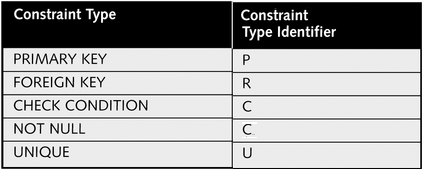 Constraint Type Constraint
Type Identifier
PRIMARY KEY P
FOREIGN KEY R
CHECK CONDITION C
NOT NULL C
UNIQUE U